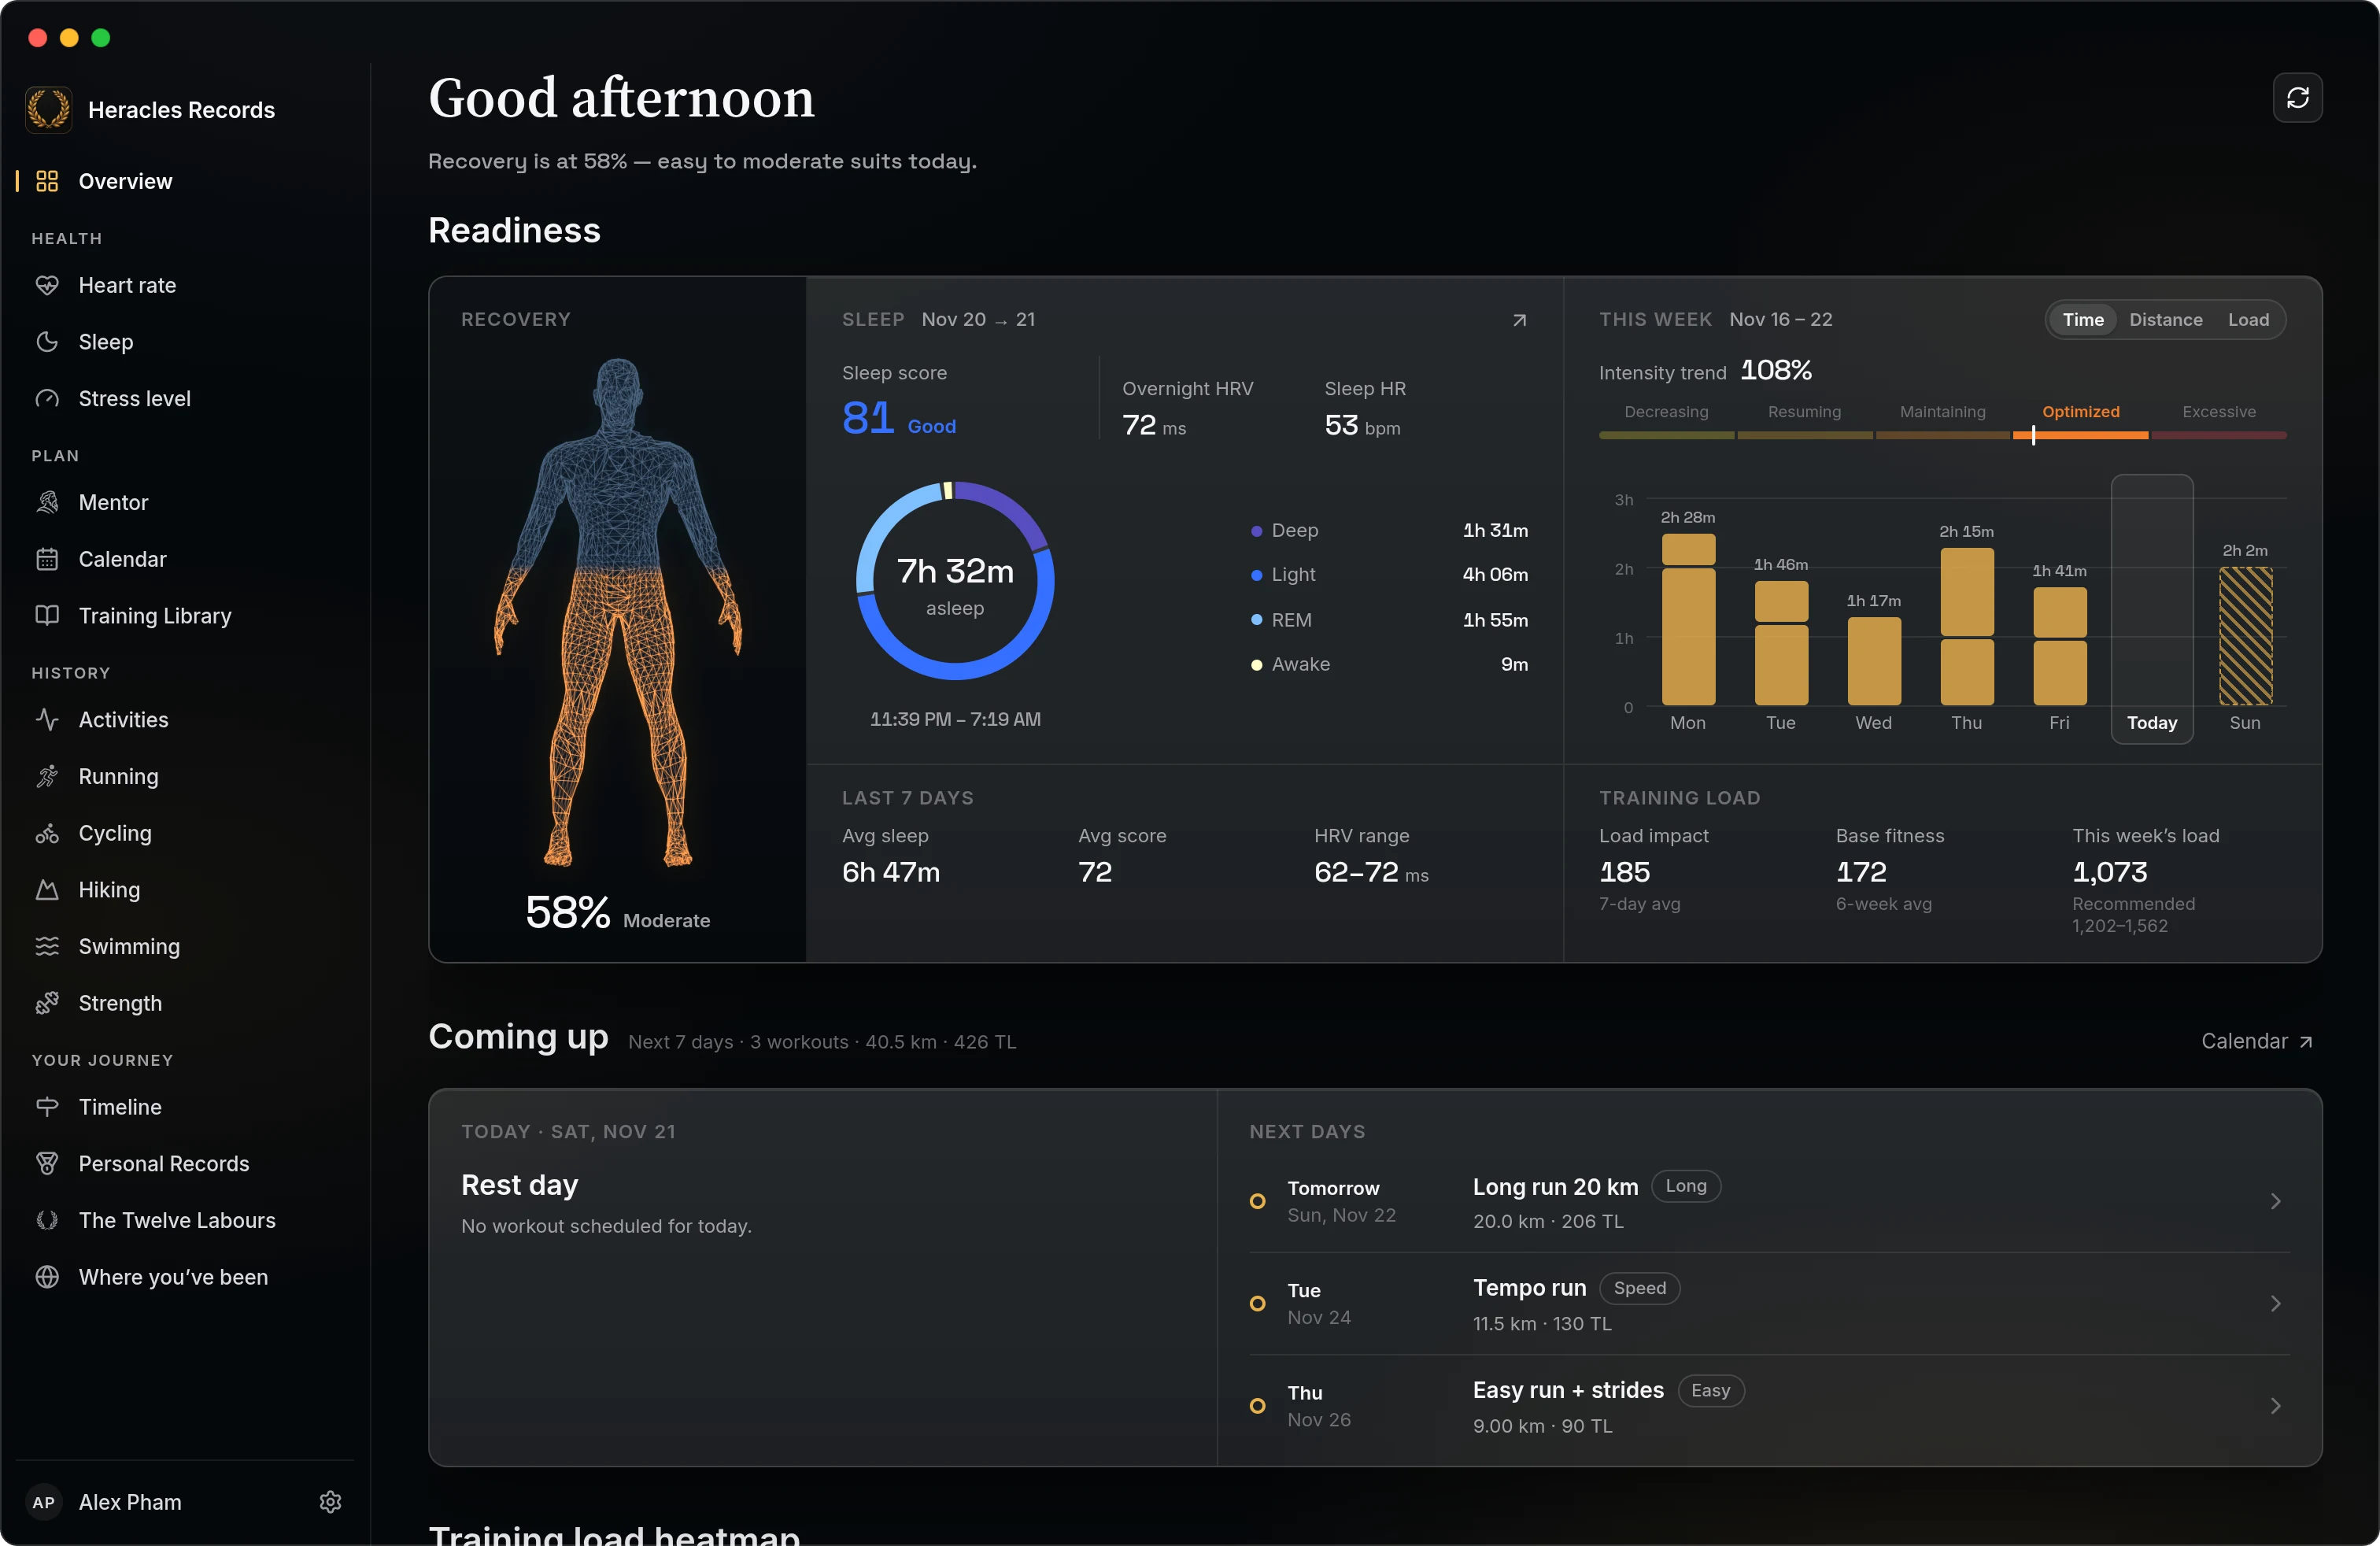 Heracles Records
Overview
HEALTH
Heart rate
Sleep
Stress level
PLAN
Mentor
Calendar
Training Library
HISTORY
Activities
Running
Cycling
Hiking
Swimming
Strength
YOUR JOURNEY
Timeline
Personal Records
The Twelve Labours
Where you’ve been
AP Alex Pham
Good afternoon
Recovery is at 58% — easy to moderate suits today.
Readiness
RECOVERY
58% Moderate
SLEEP Nov 20 → 21
Sleep score
81 Good
Overnight HRV
72 ms
Sleep HR
53 bpm
7h 32m
asleep
11:39 PM – 7:19 AM
Deep 1h 31m
Light 4h 06m
REM 1h 55m
Awake 9m
LAST 7 DAYS
Avg sleep
6h 47m
Avg score
72
HRV range
62–72 ms
THIS WEEK Nov 16 – 22
Time Distance Load
Intensity trend 108%
Decreasing Resuming Maintaining Optimized Excessive
3h
2h
1h
0
2h 28m
1h 46m
1h 17m
2h 15m
1h 41m
2h 2m
Mon Tue Wed Thu Fri Today Sun
TRAINING LOAD
Load impact
185
7-day avg
Base fitness
172
6-week avg
This week’s load
1,073
Recommended
1,202–1,562
Coming up Next 7 days · 3 workouts · 40.5 km · 426 TL
Calendar
TODAY · SAT, NOV 21
Rest day
No workout scheduled for today.
NEXT DAYS
Tomorrow
Sun, Nov 22
Long run 20 km Long
20.0 km · 206 TL
Tue
Nov 24
Tempo run Speed
11.5 km · 130 TL
Thu
Nov 26
Easy run + strides Easy
9.00 km · 90 TL
Training load heatmap